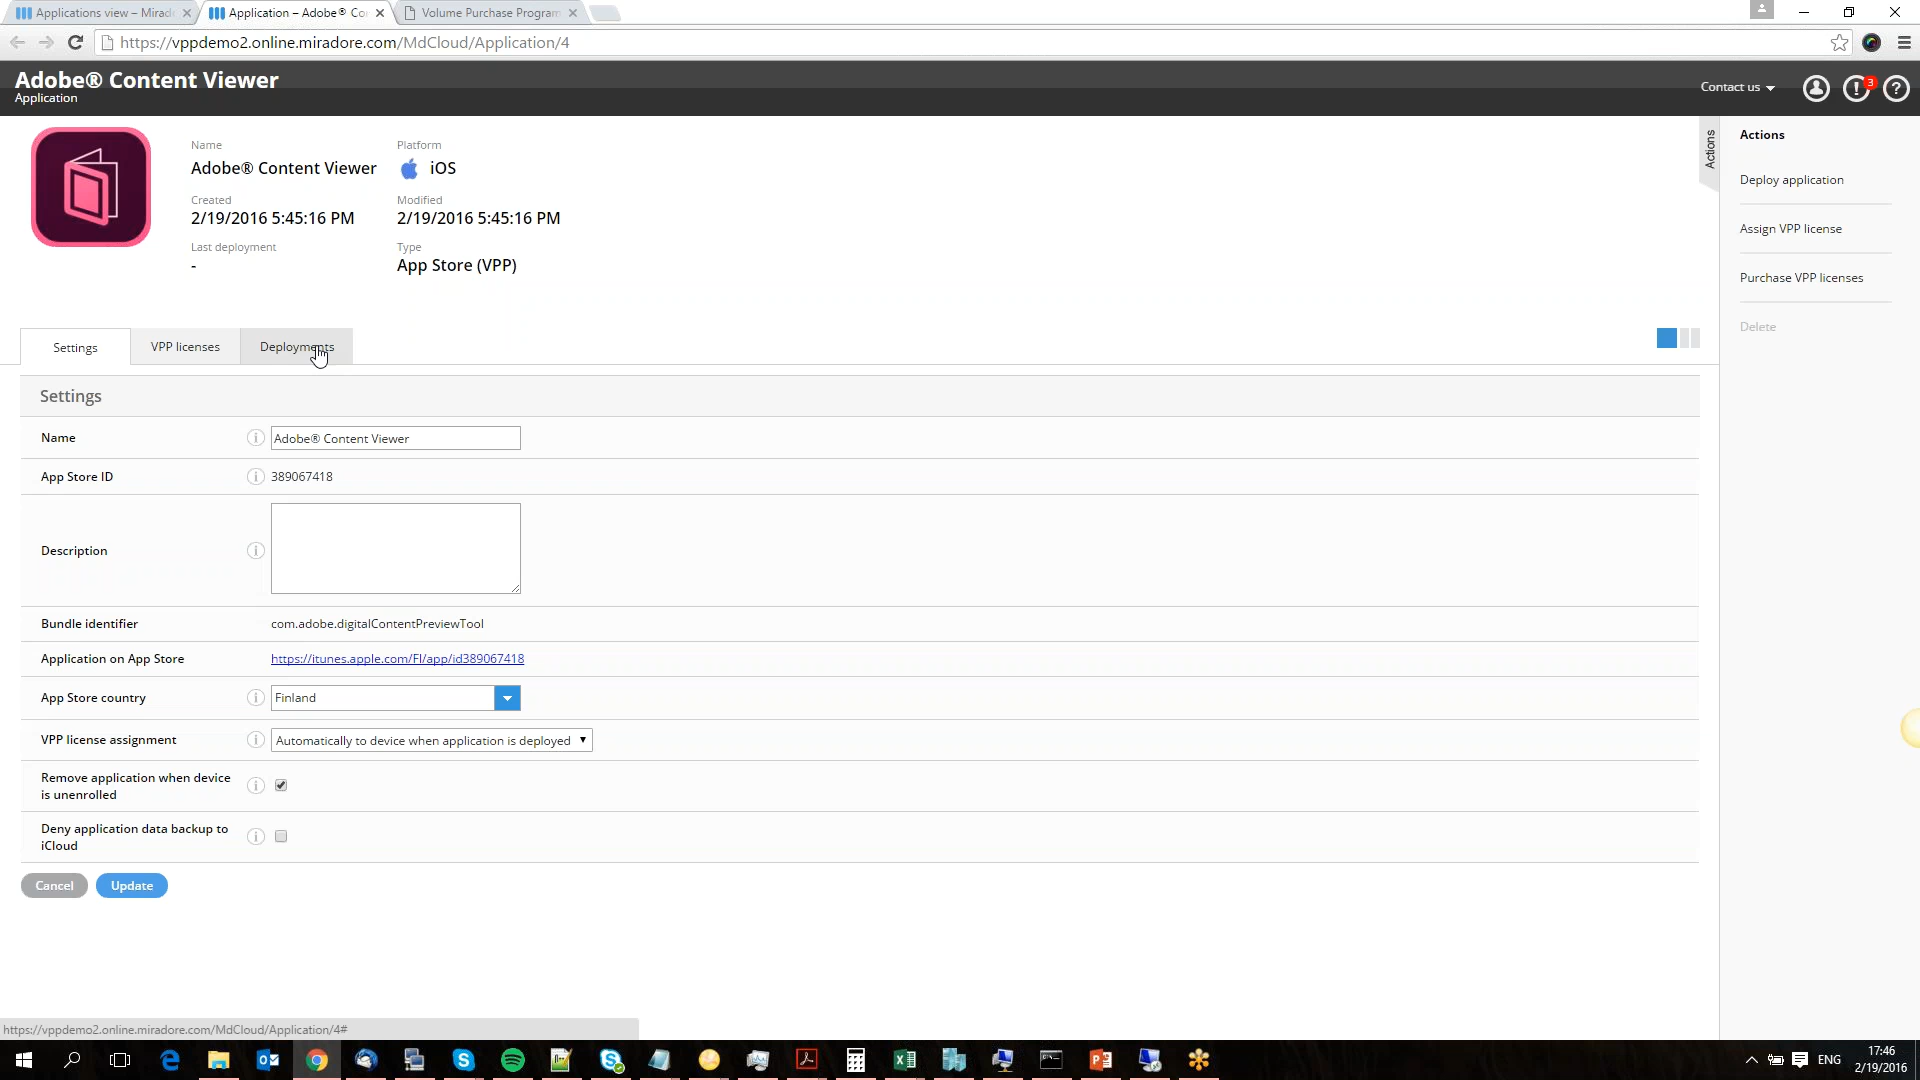 Applications view – Mirad
Application – Adobe® Co
Volume Purchase Program
https://vppdemo2.online.miradore.com/MdCloud/Application/4
Adobe® Content Viewer
Application
Contact us
3
Name
Adobe® Content Viewer
Platform
iOS
Created
2/19/2016 5:45:16 PM
Modified
2/19/2016 5:45:16 PM
Last deployment
-
Type
App Store (VPP)
Actions
Actions
Deploy application
Assign VPP license
Purchase VPP licenses
Delete
Settings
VPP licenses
Deployments
Settings
Name
Adobe® Content Viewer
App Store ID
389067418
Description
Bundle identifier
com.adobe.digitalContentPreviewTool
Application on App Store
https://itunes.apple.com/FI/app/id389067418
App Store country
Finland
VPP license assignment
Automatically to device when application is deployed
Remove application when device
is unenrolled
Deny application data backup to
iCloud
Cancel
Update
https://vppdemo2.online.miradore.com/MdCloud/Application/4#
ENG
17:46
2/19/2016